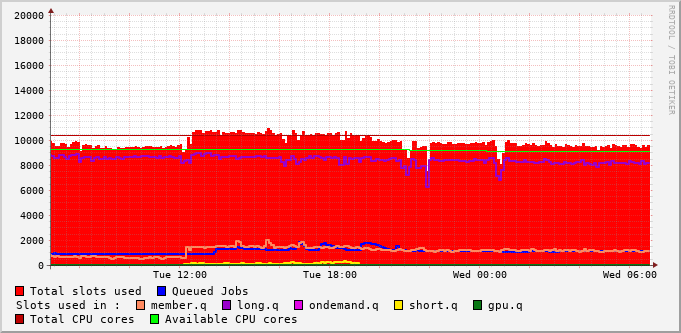 20000
18000
16000
14000
12000
10000
8000
6000
4000
2000
0
Tue 12:00 Tue 18:00 Wed 00:00 Wed 06:00
Total slots used Queued Jobs
Slots used in : member.q long.q ondemand.q short.q gpu.q
Total CPU cores Available CPU cores
RRDTOOL / TOBI OETIKER